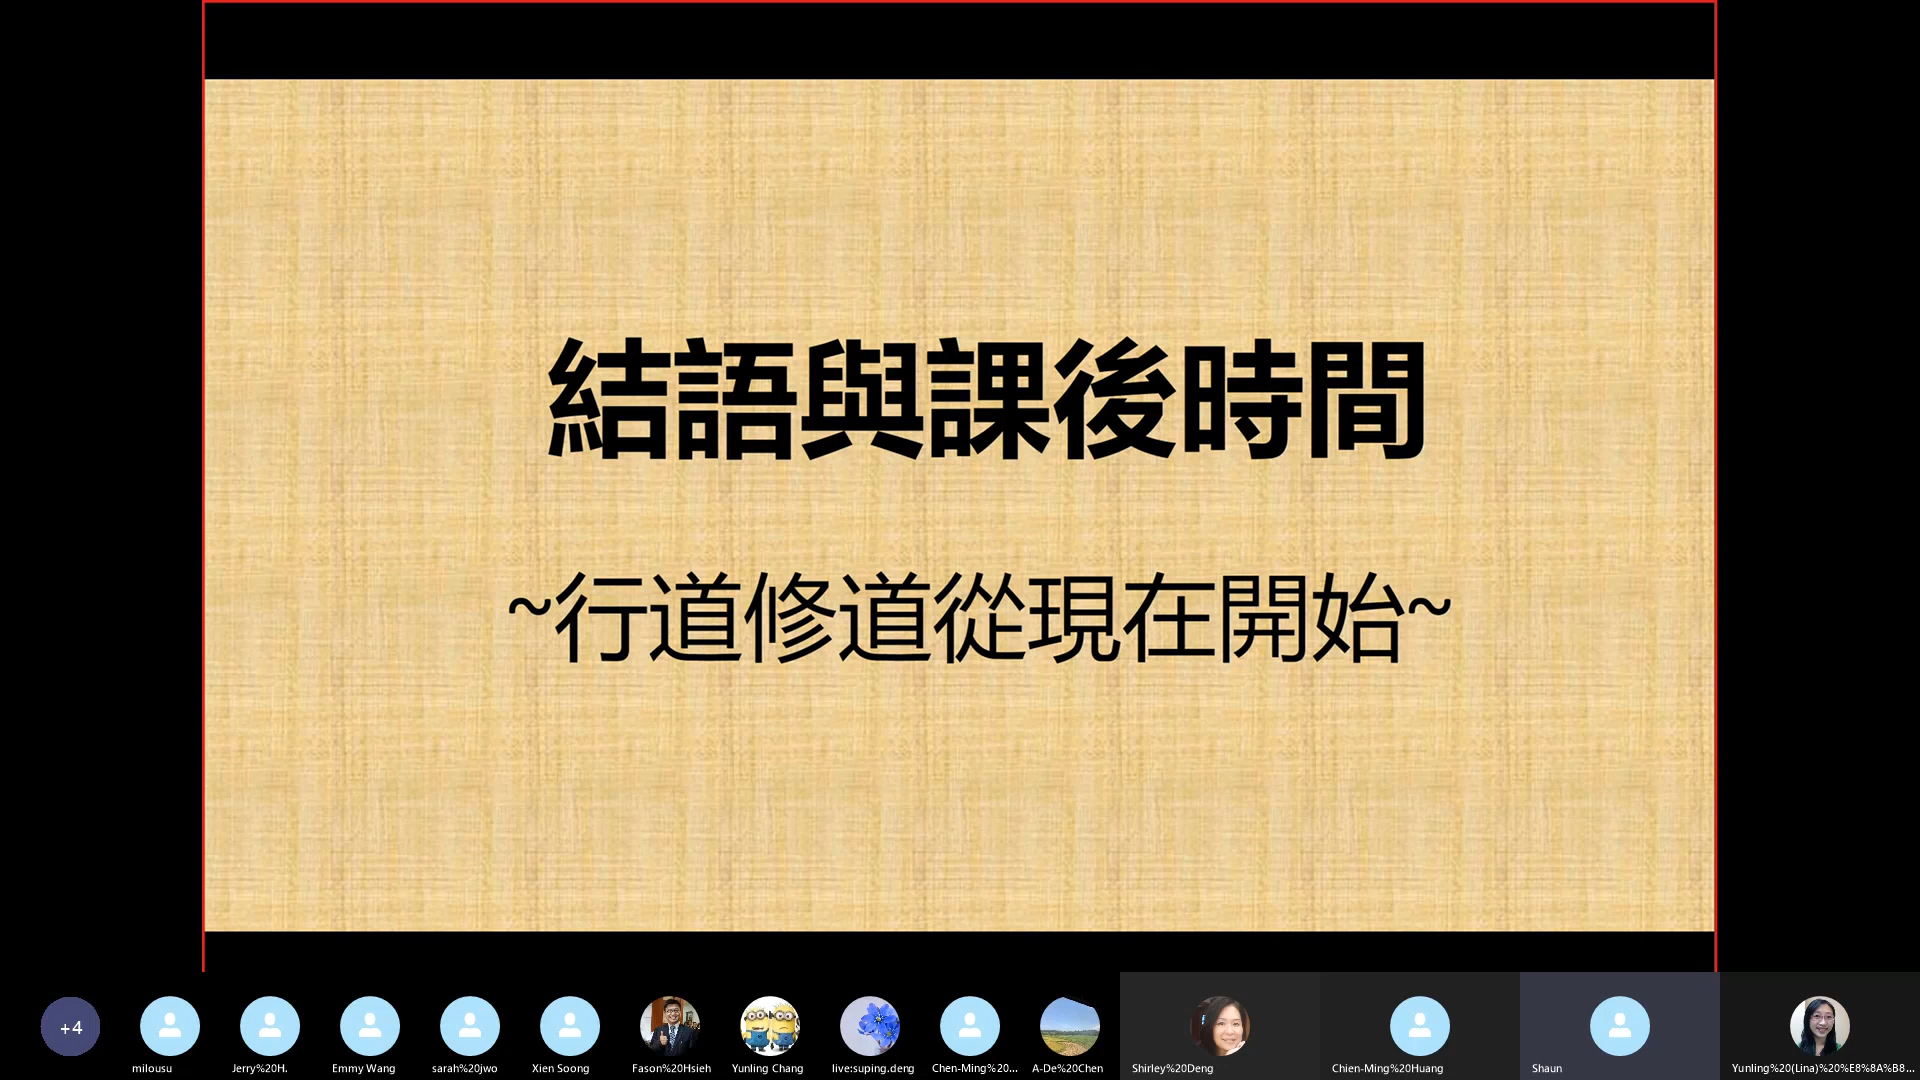 結語與課後時間
~行道修道從現在開始~
+4
milousu
Jerry%20H.
Emmy Wang
sarah%20jwo
Xien Soong
Fason%20Hsieh
Yunling Chang
live:suping.deng
Chen-Ming%20...
A-De%20Chen
Shirley%20Deng
Chien-Ming%20Huang
Shaun
Yunling%20(Lina)%20%E8%8A%B8...